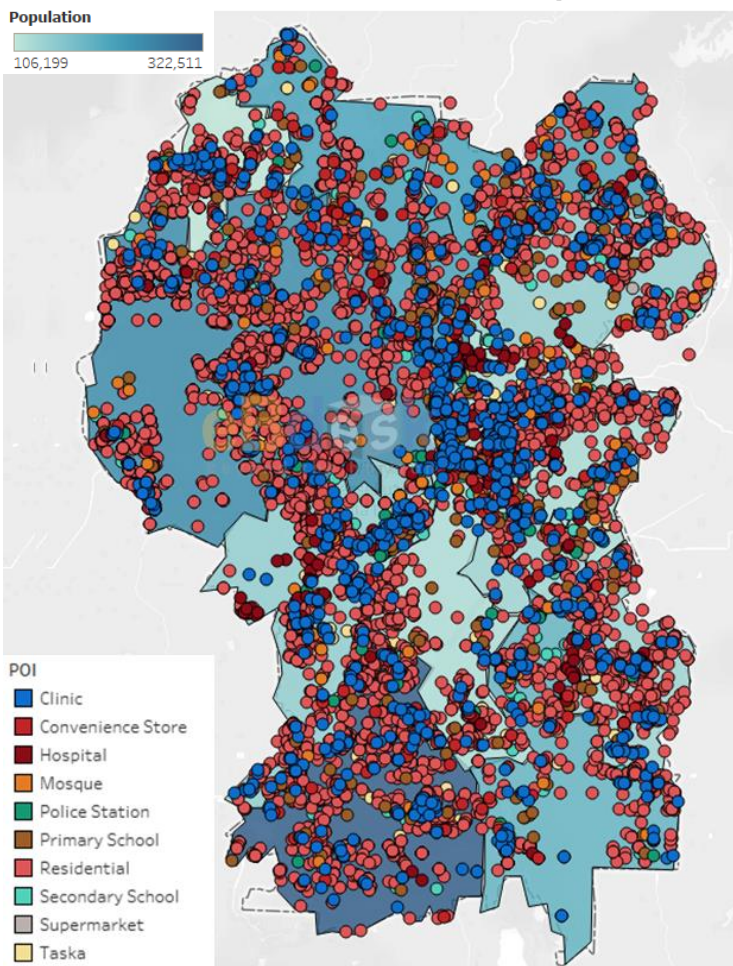 Population
106,199 322,511
POI
Clinic
Convenience Store
Hospital
Mosque
Police Station
Primary School
Residential
Secondary School
Supermarket
Taska